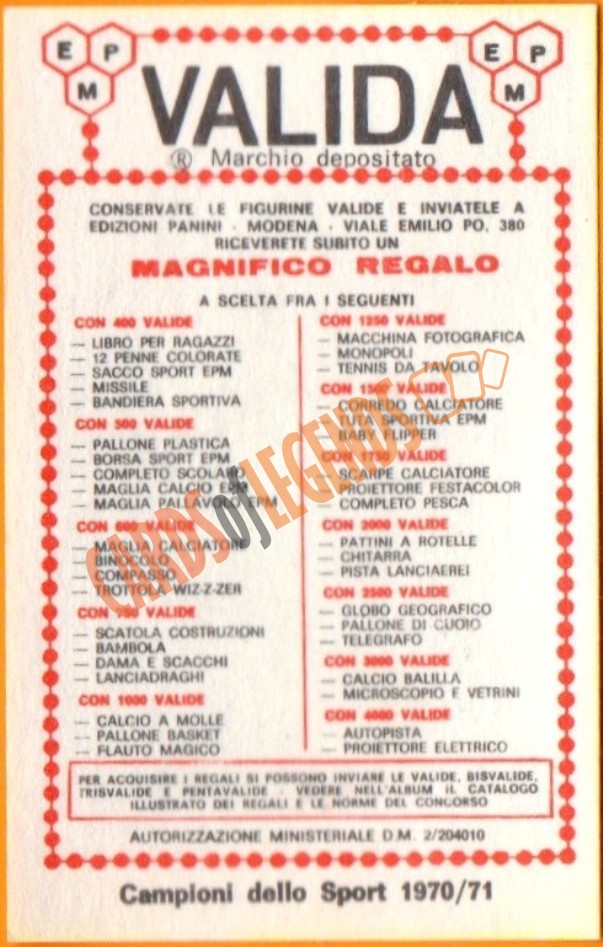 E P M
E P M
VALIDA
® Marchio depositato
CONSERVATE LE FIGURINE VALIDE E INVIATELE A
EDIZIONI PANINI - MODENA - VIALE EMILIO PO, 380
RICEVERETE SUBITO UN
MAGNIFICO REGALO
A SCELTA FRA I SEGUENTI
CON 400 VALIDE
— LIBRO PER RAGAZZI
— 12 PENNE COLORATE
— SACCO SPORT EPM
— MISSILE
— BANDIERA SPORTIVA
CON 500 VALIDE
— PALLONE PLASTICA
— BORSA SPORT EPM
— COMPLETO SCOLARO
— MAGLIA CALCIO EPM
— MAGLIA PALLAVOLO EPM
CON 600 VALIDE
— MAGLIA CALCIATORE
— BINOCOLO
— COMPASSO
— TROTTOLA WIZ-Z-ZER
CON 750 VALIDE
— SCATOLA COSTRUZIONI
— BAMBOLA
— DAMA E SCACCHI
— LANCIADRAGHI
CON 1000 VALIDE
— CALCIO A MOLLE
— PALLONE BASKET
— FLAUTO MAGICO
CON 1250 VALIDE
— MACCHINA FOTOGRAFICA
— MONOPOLI
— TENNIS DA TAVOLO
CON 1500 VALIDE
— CORREDO CALCIATORE
— TUTA SPORTIVA EPM
— BABY FLIPPER
CON 1750 VALIDE
— SCARPE CALCIATORE
— PROIETTORE FESTACOLOR
— COMPLETO PESCA
CON 2000 VALIDE
— PATTINI A ROTELLE
— CHITARRA
— PISTA LANCIAEREI
CON 2500 VALIDE
— GLOBO GEOGRAFICO
— PALLONE DI CUOIO
— TELEGRAFO
CON 3000 VALIDE
— CALCIO BALILLA
— MICROSCOPIO E VETRINI
CON 4000 VALIDE
— AUTOPISTA
— PROIETTORE ELETTRICO
PER ACQUISIRE I REGALI SI POSSONO INVIARE LE VALIDE, BISVALIDE,
TRISVALIDE E PENTAVALIDE - VEDERE NELL'ALBUM IL CATALOGO
ILLUSTRATO DEI REGALI E LE NORME DEL CONCORSO
AUTORIZZAZIONE MINISTERIALE D.M. 2/204010
Campioni dello Sport 1970/71
CARDS of LEGENDS